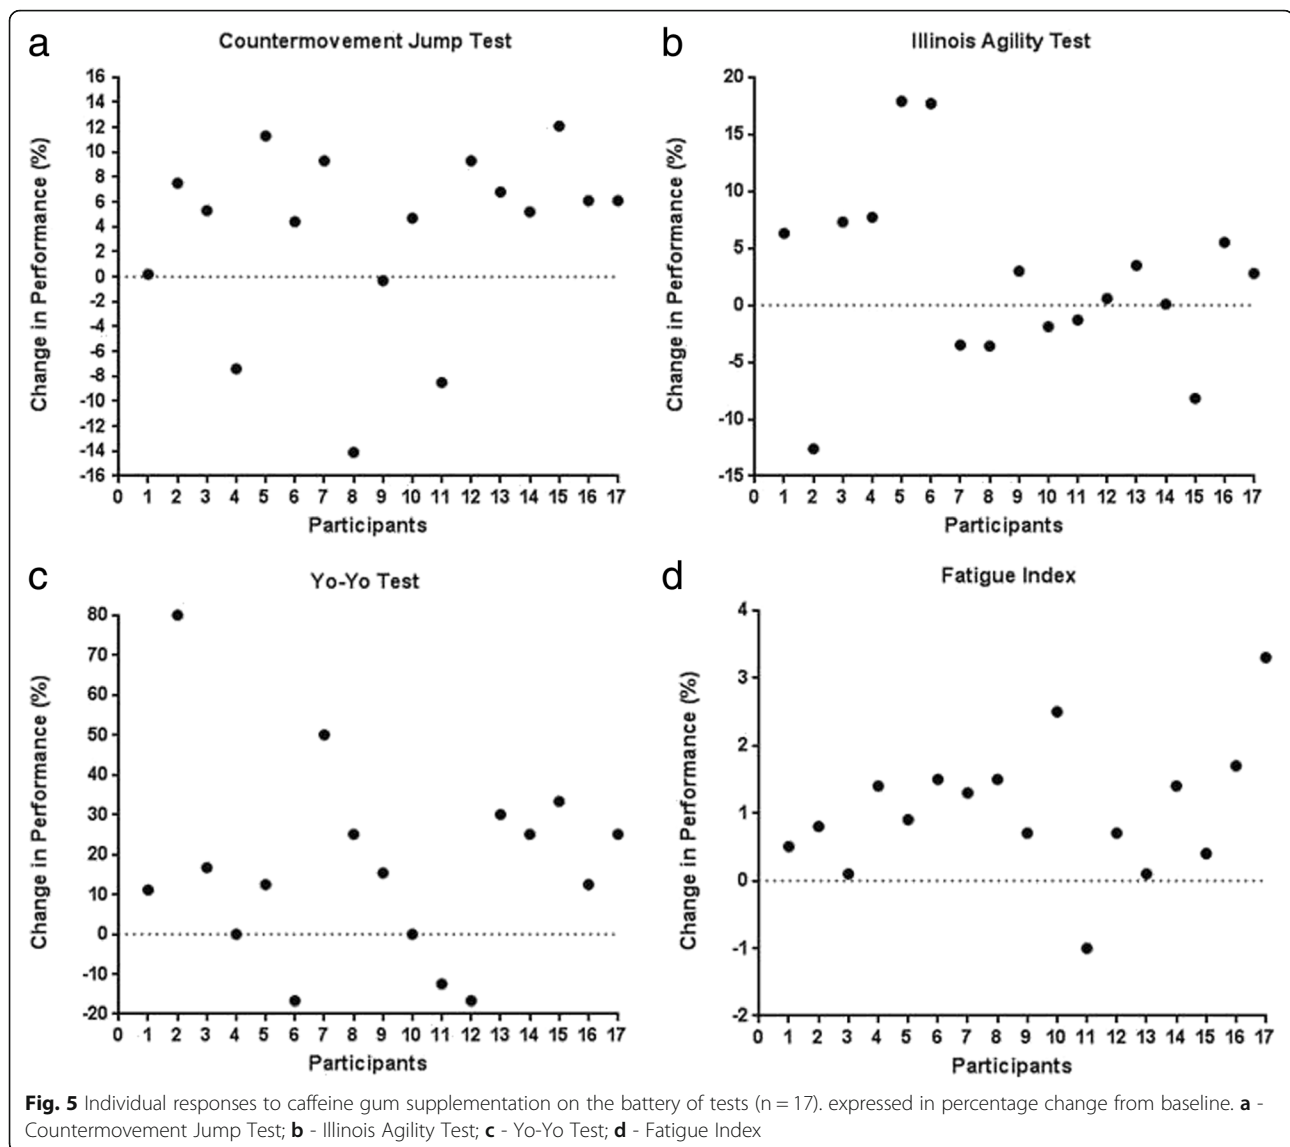 a
Countermovement Jump Test
Change in Performance (%)
16
14
12
10
8
6
4
2
0
-2
-4
-6
-8
-10
-12
-14
-16
0 1 2 3 4 5 6 7 8 9 10 11 12 13 14 15 16 17
Participants
b
Illinois Agility Test
Change in Performance (%)
20
15
10
5
0
-5
-10
-15
0 1 2 3 4 5 6 7 8 9 10 11 12 13 14 15 16 17
Participants
c
Yo-Yo Test
Change in Performance (%)
80
70
60
50
40
30
20
10
0
-10
-20
0 1 2 3 4 5 6 7 8 9 10 11 12 13 14 15 16 17
Participants
d
Fatigue Index
Change in Performance (%)
4
3
2
1
0
-1
-2
0 1 2 3 4 5 6 7 8 9 10 11 12 13 14 15 16 17
Participants
Fig. 5 Individual responses to caffeine gum supplementation on the battery of tests (n = 17). expressed in percentage change from baseline. a -
Countermovement Jump Test; b - Illinois Agility Test; c - Yo-Yo Test; d - Fatigue Index